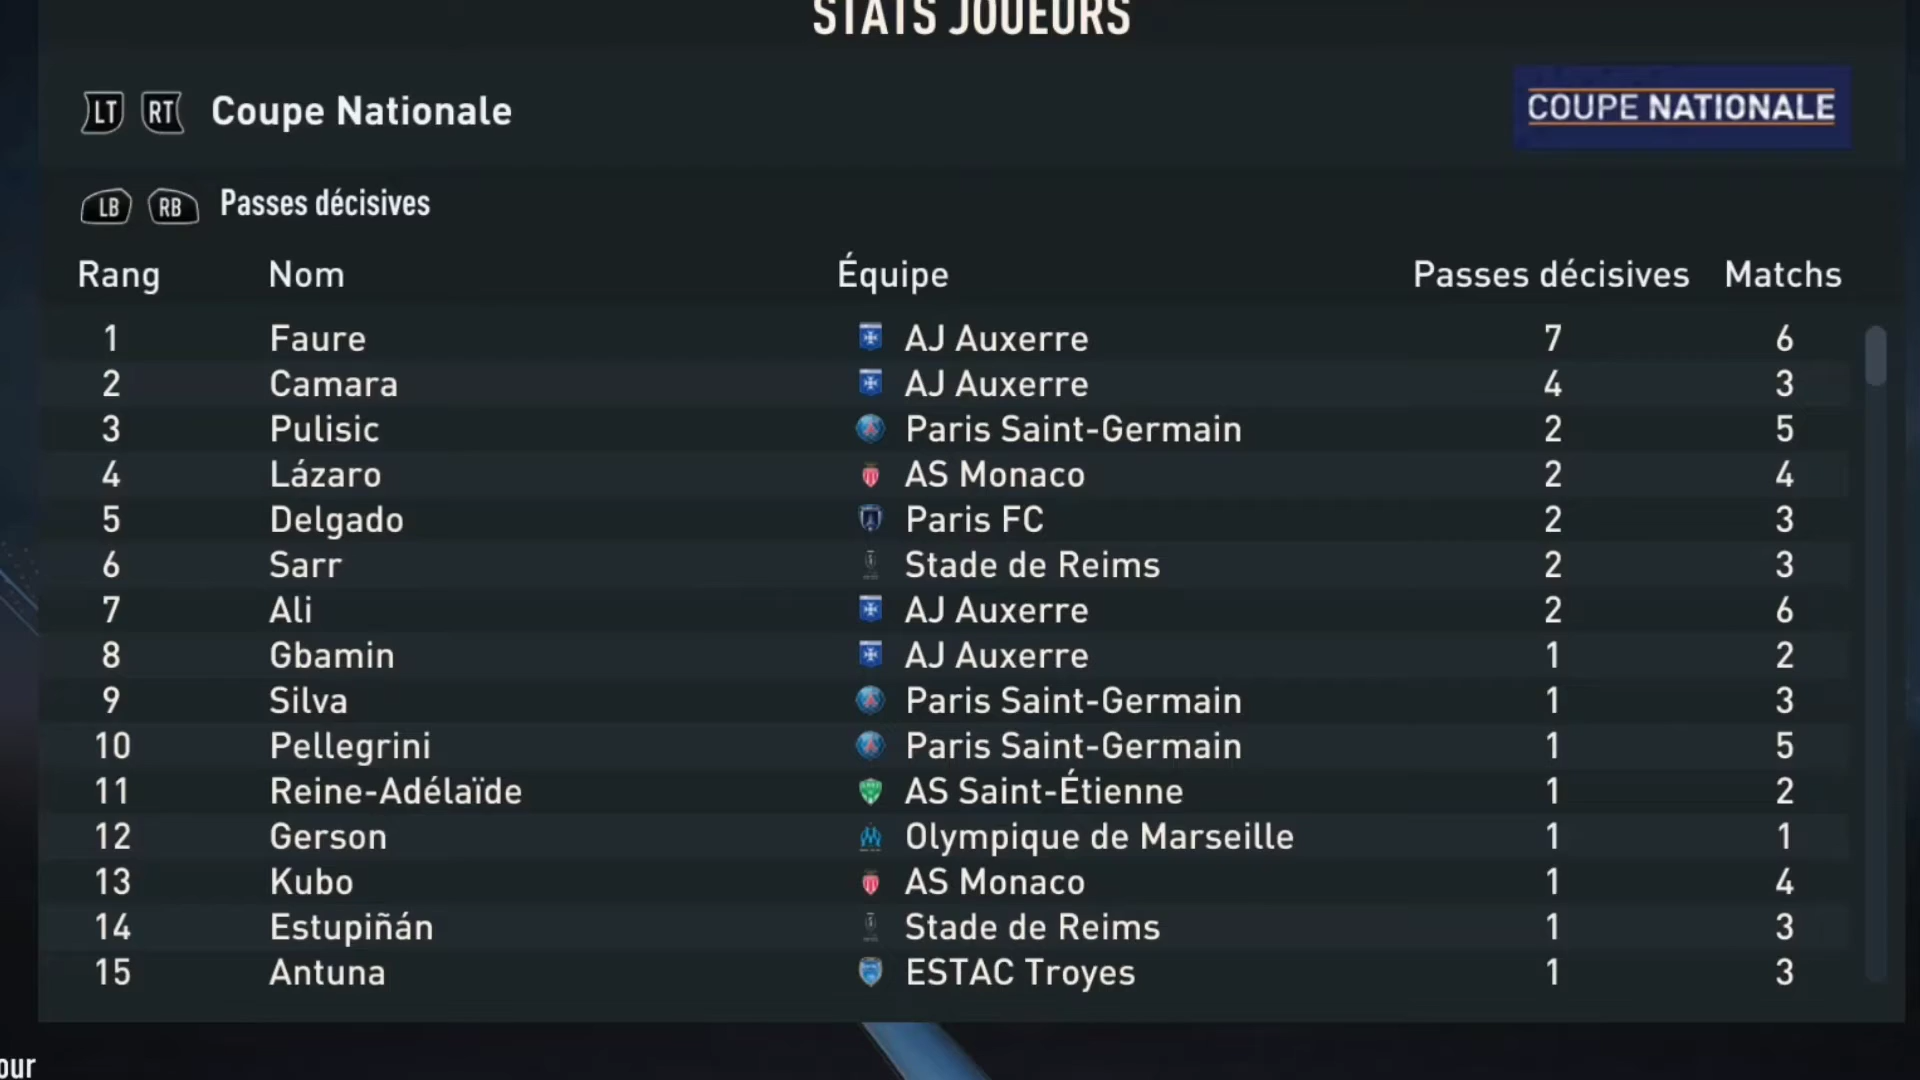 STATS JOUEURS
LT RT Coupe Nationale
COUPE NATIONALE
LB RB Passes décisives
Rang Nom Équipe Passes décisives Matchs
1 Faure AJ Auxerre 7 6
2 Camara AJ Auxerre 4 3
3 Pulisic Paris Saint-Germain 2 5
4 Lázaro AS Monaco 2 4
5 Delgado Paris FC 2 3
6 Sarr Stade de Reims 2 3
7 Ali AJ Auxerre 2 6
8 Gbamin AJ Auxerre 1 2
9 Silva Paris Saint-Germain 1 3
10 Pellegrini Paris Saint-Germain 1 5
11 Reine-Adélaïde AS Saint-Étienne 1 2
12 Gerson Olympique de Marseille 1 1
13 Kubo AS Monaco 1 4
14 Estupiñán Stade de Reims 1 3
15 Antuna ESTAC Troyes 1 3
our